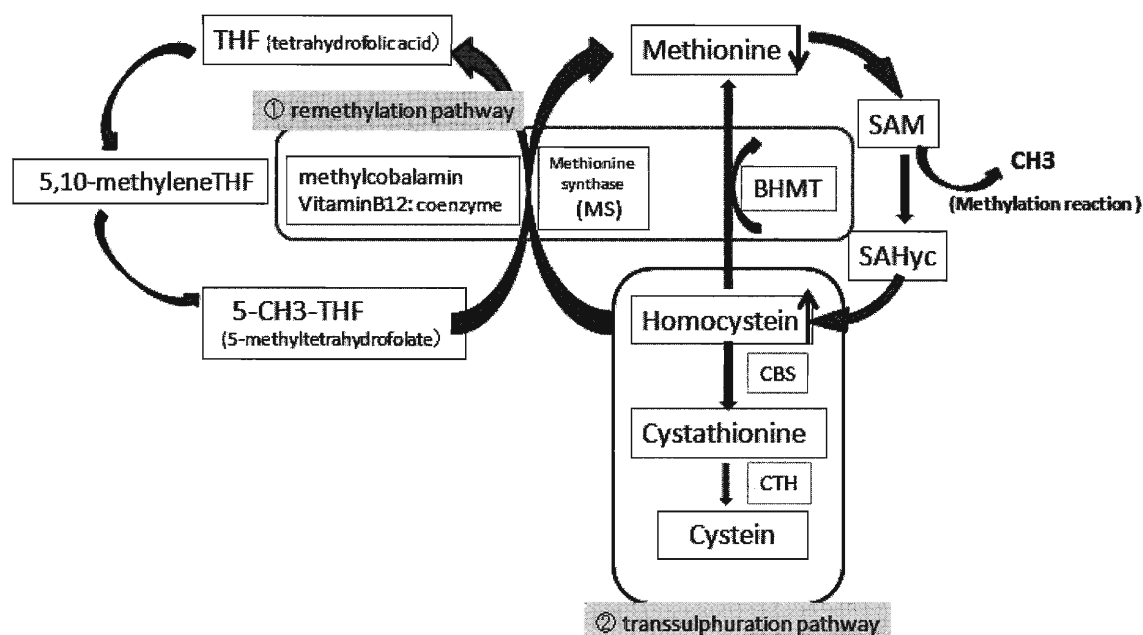 THF (tetrahydrofolicacid)
Methionine
① remethylation pathway
SAM
CH3
(Methylation reaction)
5,10-methyleneTHF
methylcobalamin
VitaminB12: coenzyme
Methionine
synthase
(MS)
BHMT
SAHyc
5-CH3-THF
(5-methyltetrahydrofolate)
Homocystein
CBS
Cystathionine
CTH
Cystein
② transsulphuration pathway